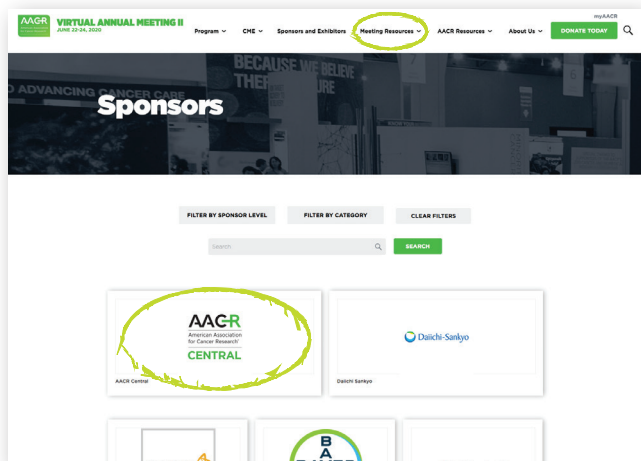 AACR
VIRTUAL ANNUAL MEETING II
JUNE 22-24, 2020
myAACR
Program
CME
Sponsors and Exhibitors
Meeting Resources
AACR Resources
About Us
DONATE TODAY
BECAUSE WE BELIEVE
ADVANCING CANCER CARE
Sponsors
FILTER BY SPONSOR LEVEL
FILTER BY CATEGORY
CLEAR FILTERS
Search
SEARCH
AACR
American Association
for Cancer Research
CENTRAL
AACR Central
Daiichi-Sankyo
Daiichi Sankyo
B
A